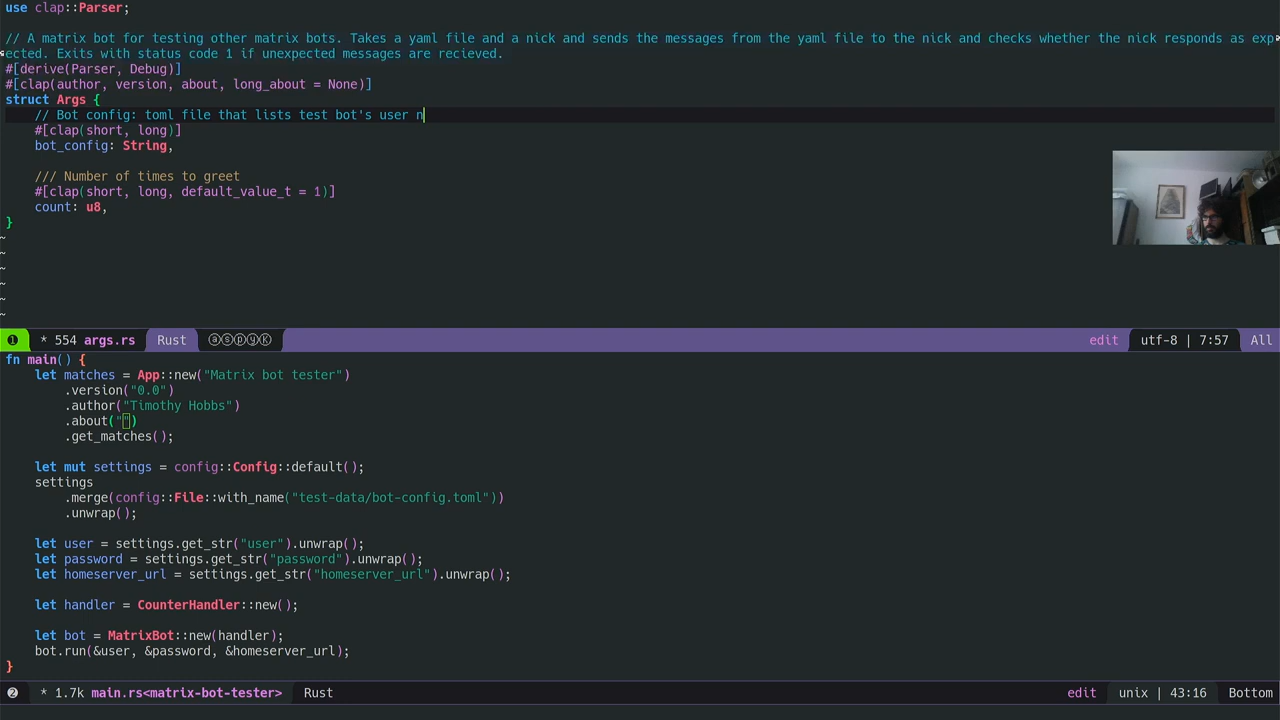 use clap::Parser;
// A matrix bot for testing other matrix bots. Takes a yaml file and a nick and sends the messages from the yaml file to the nick and checks whether the nick responds as exp
ected. Exits with status code 1 if unexpected messages are recieved.
#[derive(Parser, Debug)]
#[clap(author, version, about, long_about = None)]
struct Args {
    // Bot config: toml file that lists test bot's user n
    #[clap(short, long)]
    bot_config: String,
    /// Number of times to greet
    #[clap(short, long, default_value_t = 1)]
    count: u8,
}
~
~
~
~
~
~
❶ * 554 args.rs Rust ⓐⓢⓟⓨⓚ edit utf-8 | 7:57 All
fn main() {
    let matches = App::new("Matrix bot tester")
        .version("0.0")
        .author("Timothy Hobbs")
        .about("")
        .get_matches();
    let mut settings = config::Config::default();
    settings
        .merge(config::File::with_name("test-data/bot-config.toml"))
        .unwrap();
    let user = settings.get_str("user").unwrap();
    let password = settings.get_str("password").unwrap();
    let homeserver_url = settings.get_str("homeserver_url").unwrap();
    let handler = CounterHandler::new();
    let bot = MatrixBot::new(handler);
    bot.run(&user, &password, &homeserver_url);
}
❷ * 1.7k main.rs<matrix-bot-tester> Rust edit unix | 43:16 Bottom